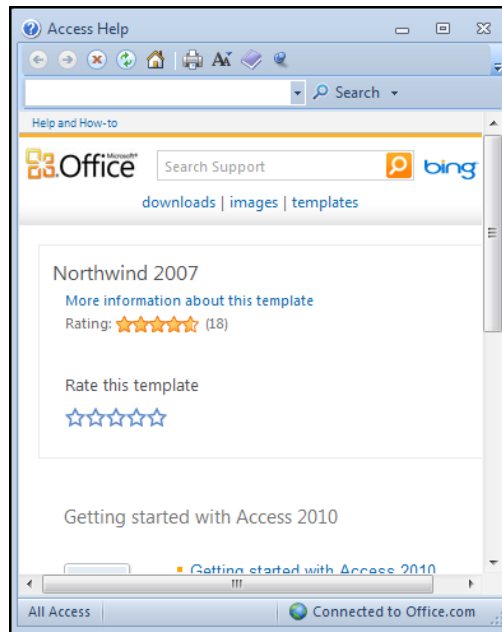 Access Help
Search
Help and How-to
Microsoft®
Office
Search Support
bing
downloads | images | templates
Northwind 2007
More information about this template
Rating: (18)
Rate this template
Getting started with Access 2010
Getting started with Access 2010
All Access
Connected to Office.com